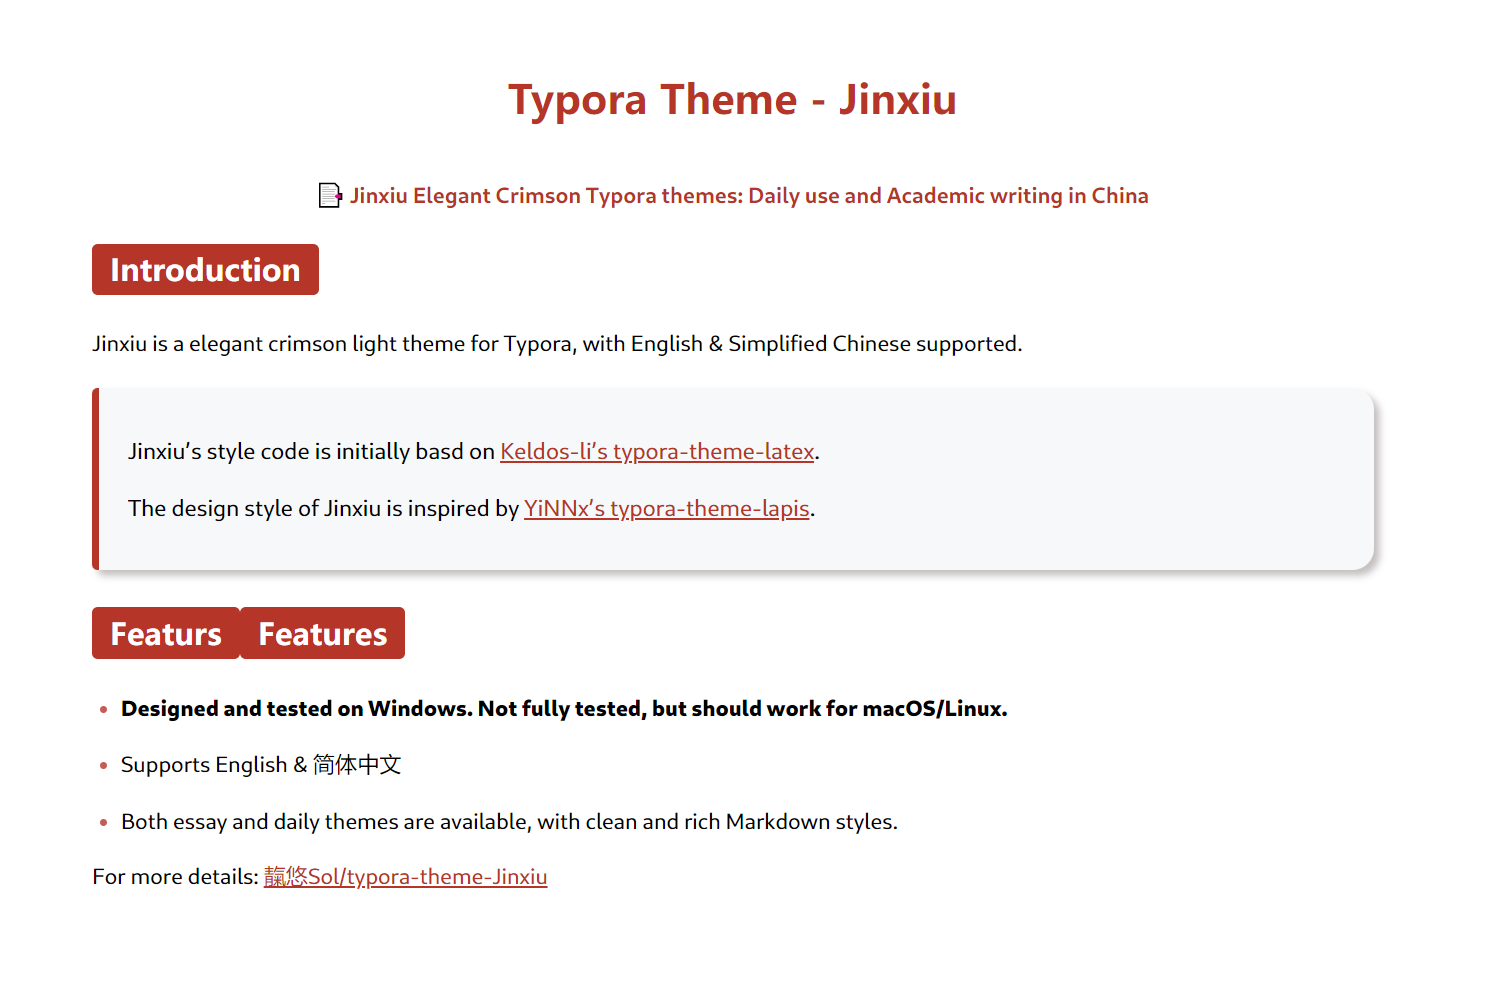 Typora Theme - Jinxiu
📑 Jinxiu Elegant Crimson Typora themes: Daily use and Academic writing in China
Introduction
Jinxiu is a elegant crimson light theme for Typora, with English & Simplified Chinese supported.
Jinxiu’s style code is initially basd on Keldos-li’s typora-theme-latex.
The design style of Jinxiu is inspired by YiNNx’s typora-theme-lapis.
Featurs Features
• Designed and tested on Windows. Not fully tested, but should work for macOS/Linux.
• Supports English & 简体中文
• Both essay and daily themes are available, with clean and rich Markdown styles.
For more details: 悠Sol/typora-theme-Jinxiu